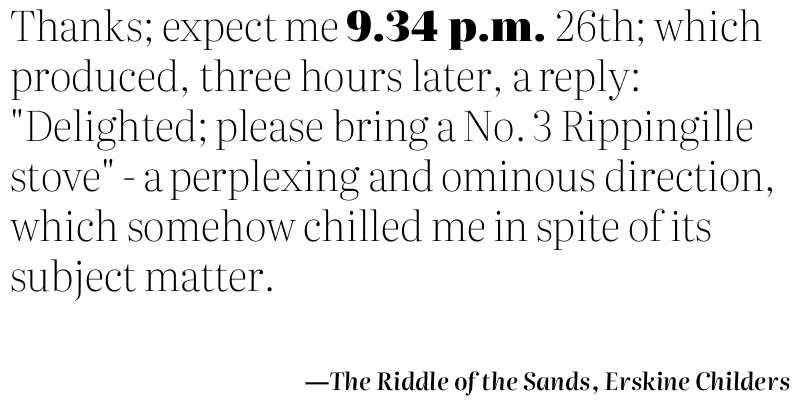 Thanks; expect me 9.34 p.m. 26th; which
produced, three hours later, a reply:
"Delighted; please bring a No. 3 Rippingille
stove" - a perplexing and ominous direction,
which somehow chilled me in spite of its
subject matter.
—The Riddle of the Sands, Erskine Childers